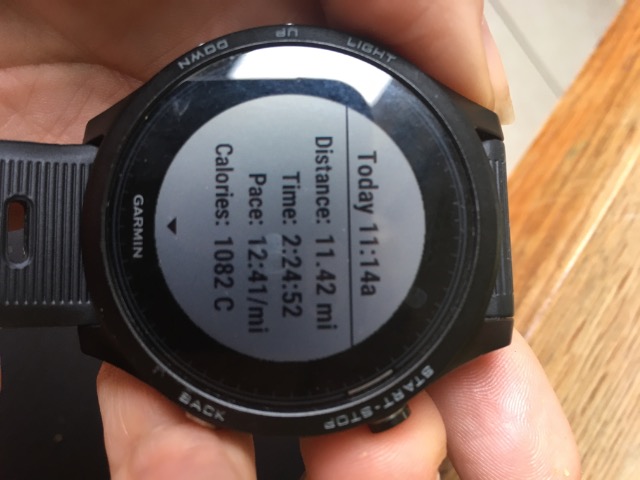 LIGHT
UP
DOWN
Today 11:14a
Distance: 11.42 mi
Time: 2:24:52
Pace: 12:41/mi
Calories: 1082 C
GARMIN
START·STOP
BACK